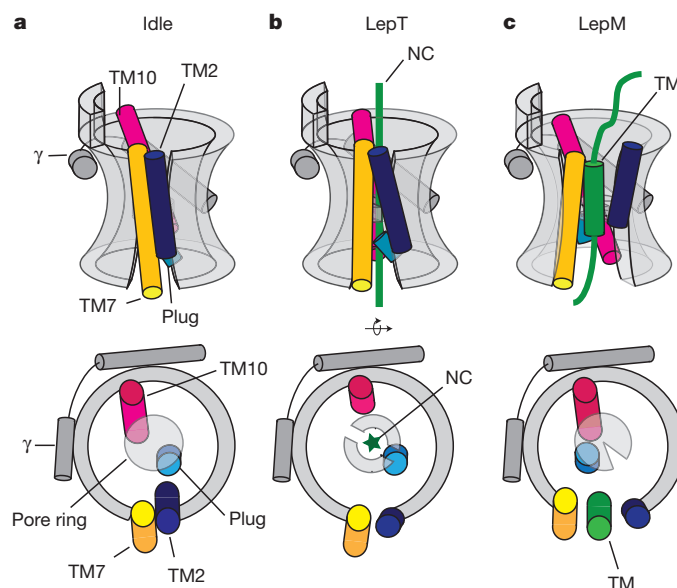 a Idle
b LepT
c LepM
TM10
TM2
NC
TM
γ
TM7
Plug
TM10
NC
γ
Pore ring
Plug
TM7
TM2
TM